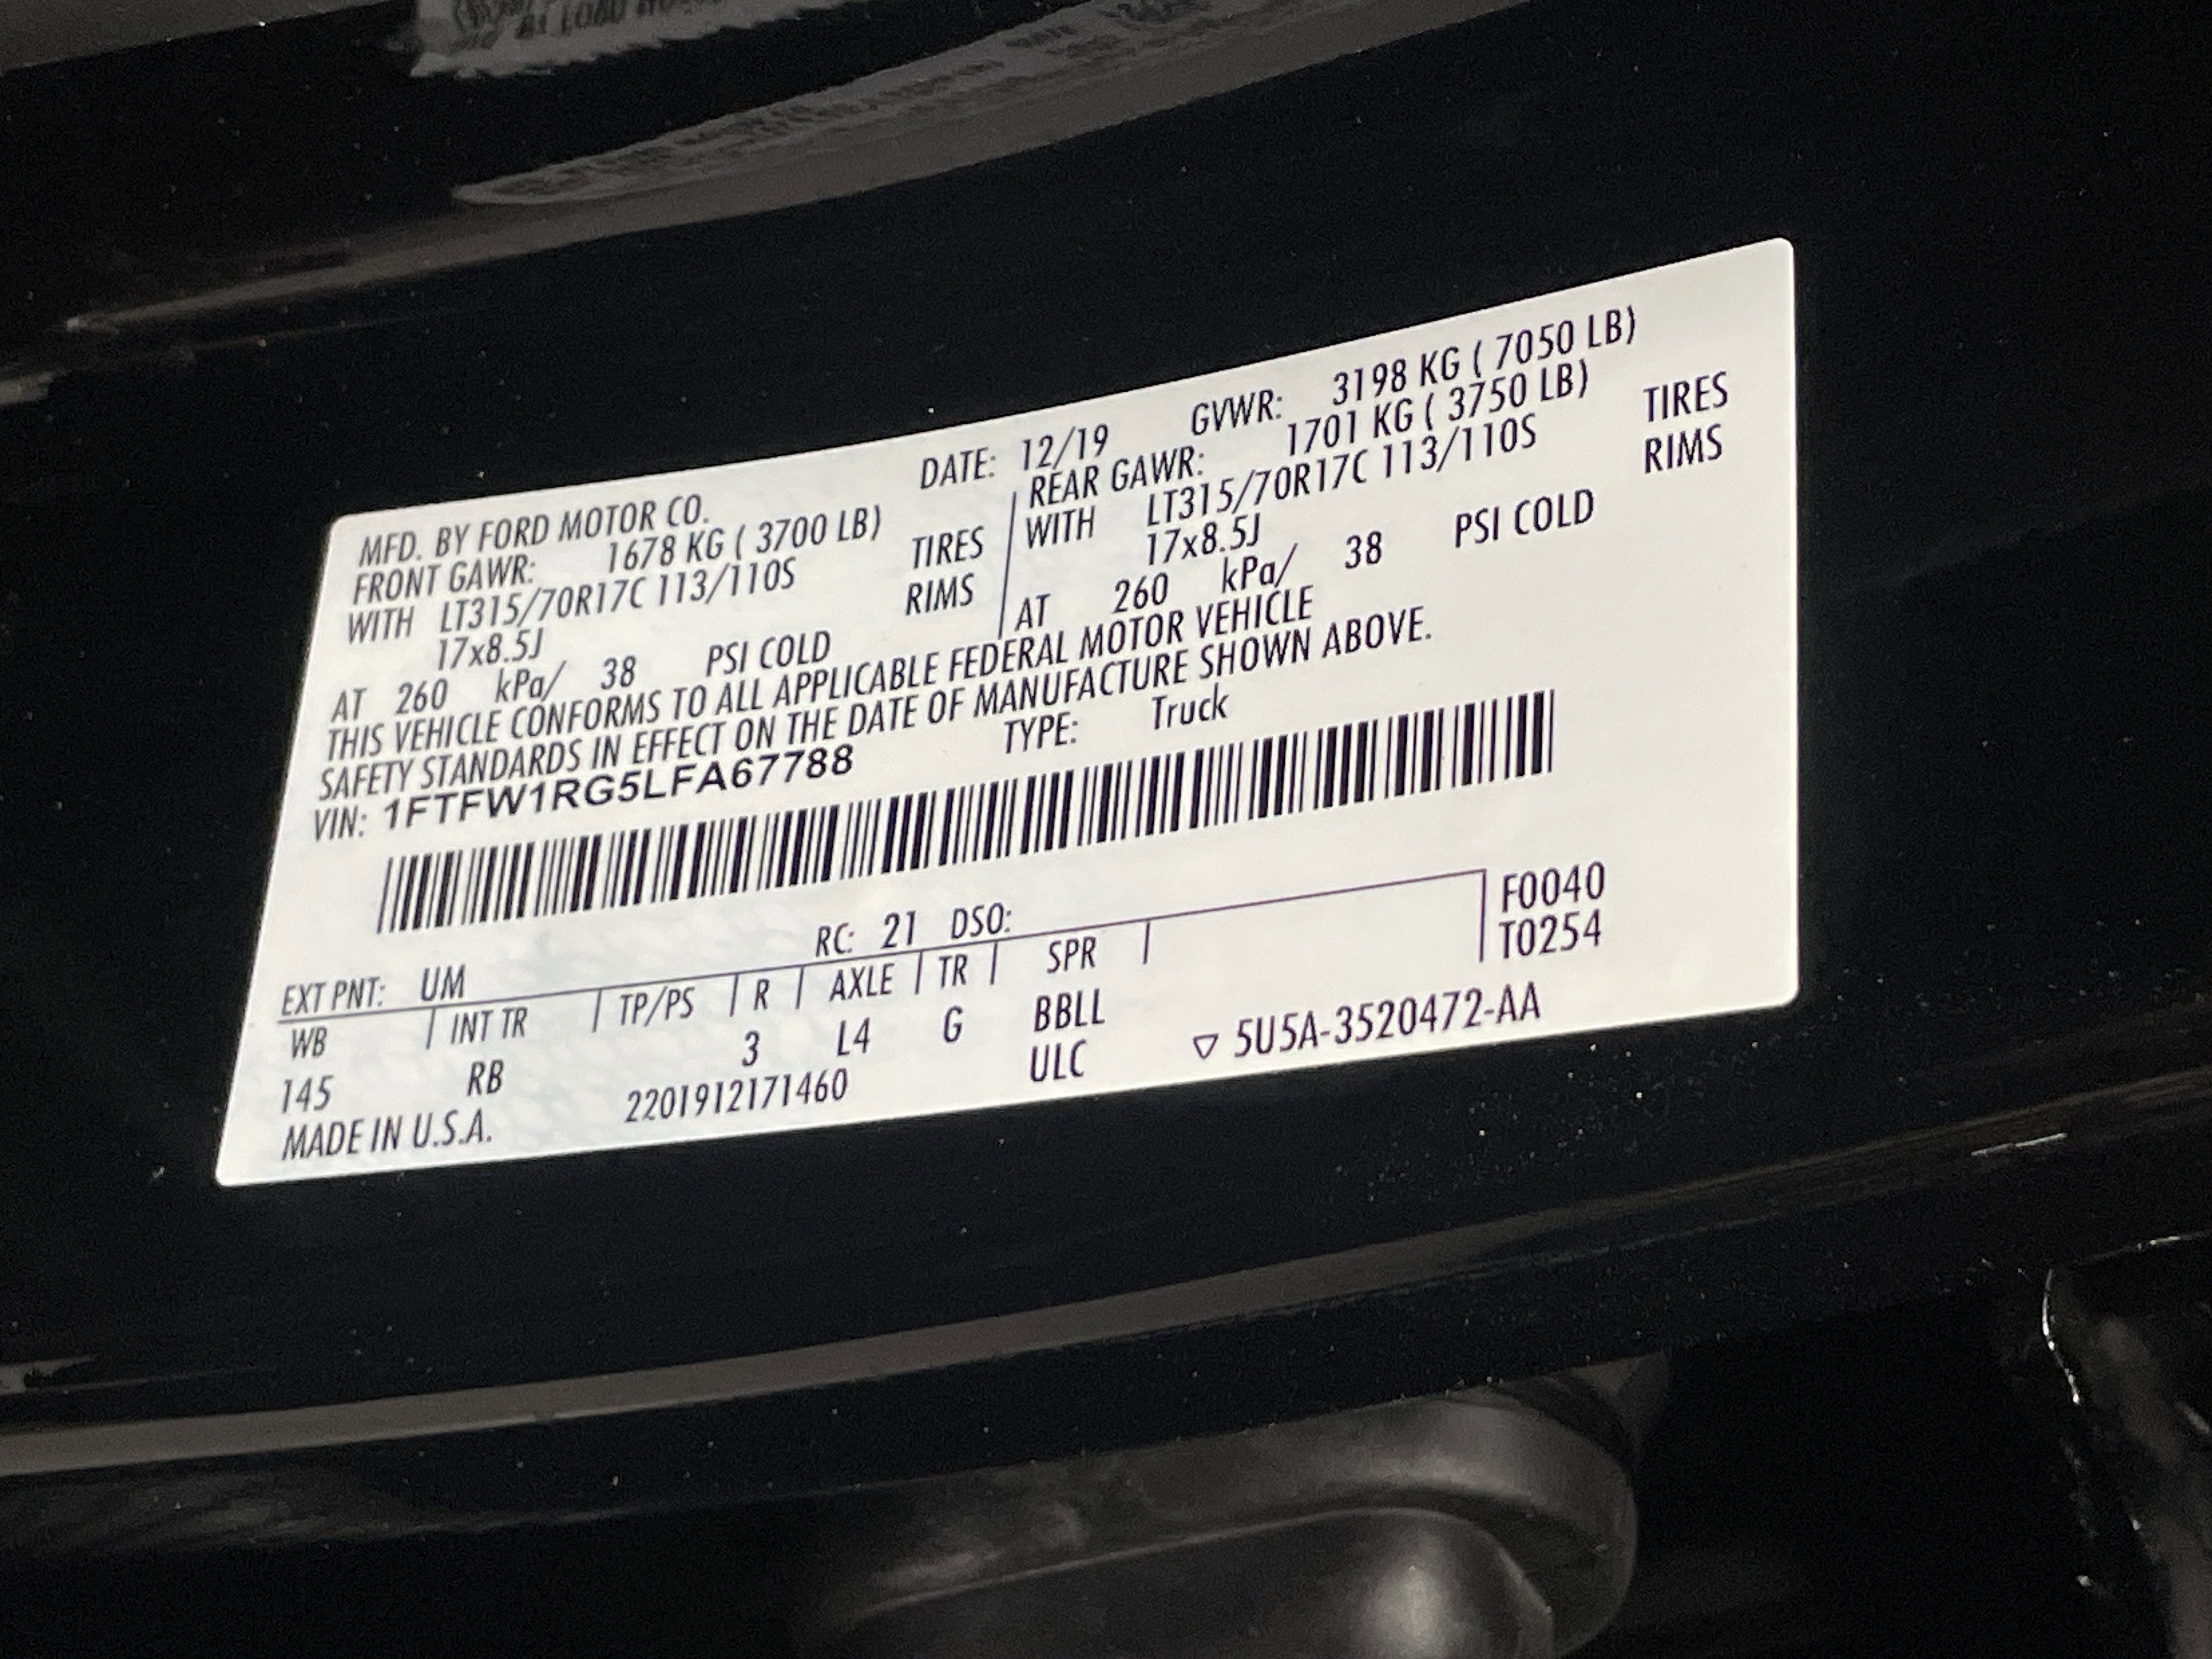 MFD. BY FORD MOTOR CO. DATE: 12/19 GVWR: 3198 KG ( 7050 LB)
FRONT GAWR: 1678 KG ( 3700 LB) REAR GAWR: 1701 KG ( 3750 LB)
WITH LT315/70R17C 113/110S TIRES WITH LT315/70R17C 113/110S TIRES
17x8.5J RIMS 17x8.5J RIMS
AT 260 kPa/ 38 PSI COLD AT 260 kPa/ 38 PSI COLD
THIS VEHICLE CONFORMS TO ALL APPLICABLE FEDERAL MOTOR VEHICLE
SAFETY STANDARDS IN EFFECT ON THE DATE OF MANUFACTURE SHOWN ABOVE.
VIN: 1FTFW1RG5LFA67788 TYPE: Truck
F0040
EXT PNT: UM RC: 21 DSO: T0254
WB INT TR TP/PS R AXLE TR SPR
145 RB 3 L4 G BBLL
MADE IN U.S.A. 2201912171460 ULC ▽ 5U5A-3520472-AA